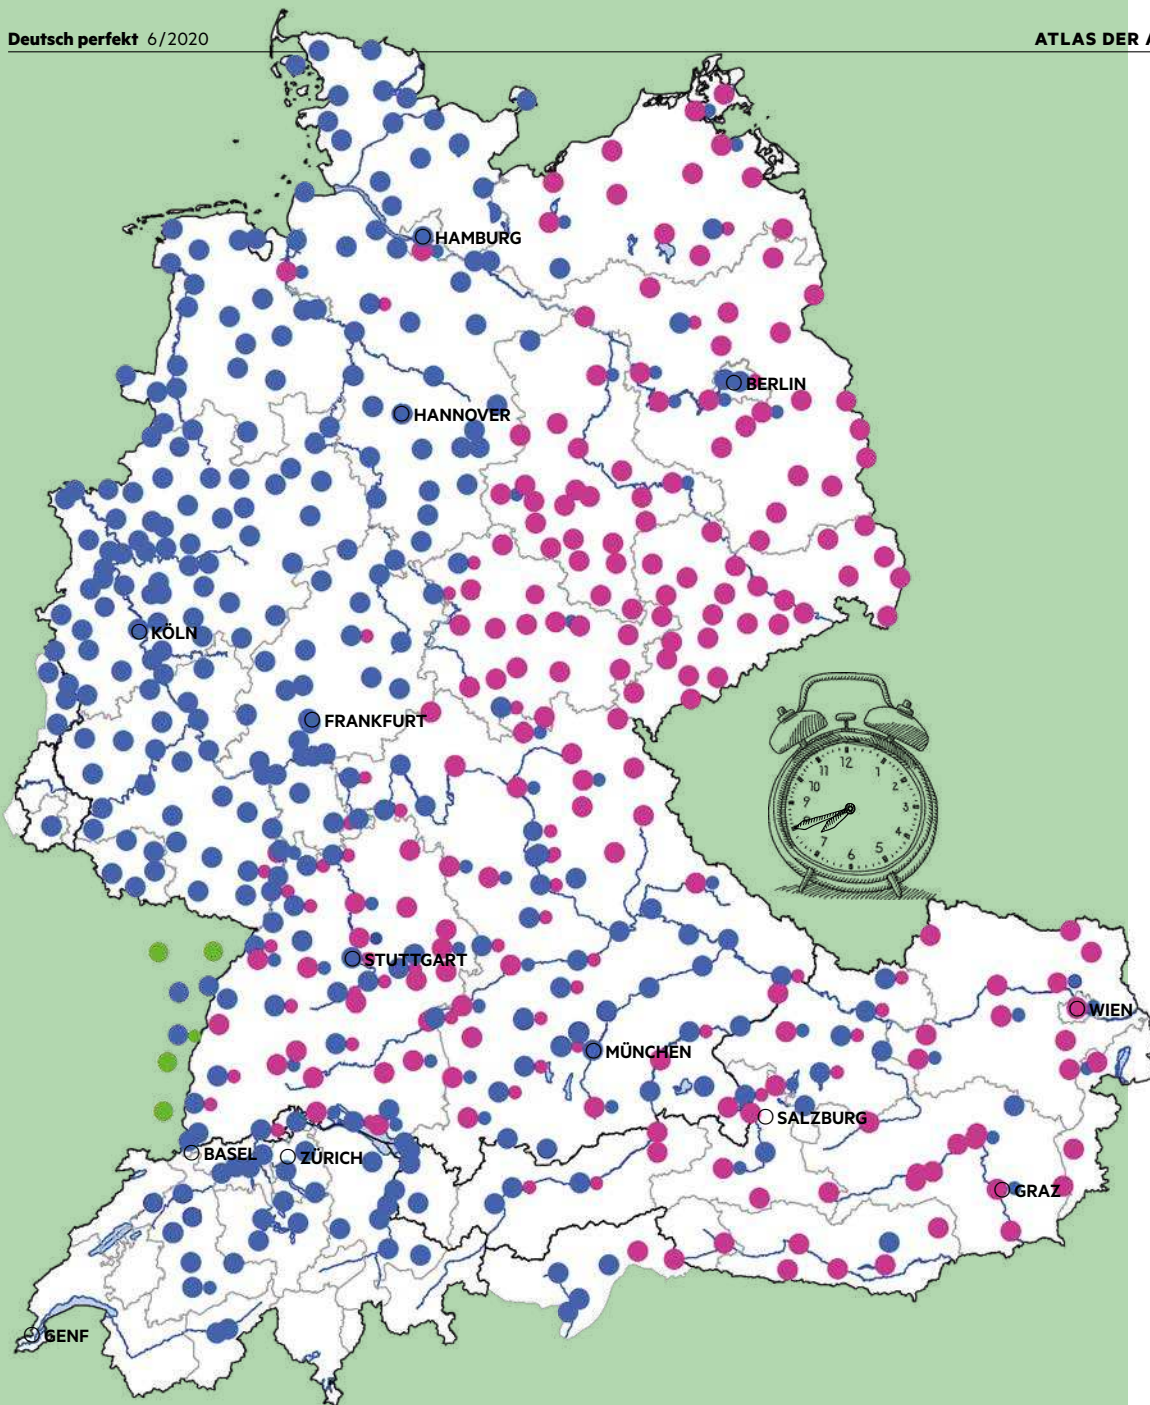 Deutsch perfekt 6/2020
ATLAS DER A
HAMBURG
BERLIN
HANNOVER
KÖLN
FRANKFURT
12
11
1
10
2
9
3
8
4
7
5
6
STUTTGART
WIEN
MÜNCHEN
SALZBURG
BASEL
ZÜRICH
GRAZ
GENF